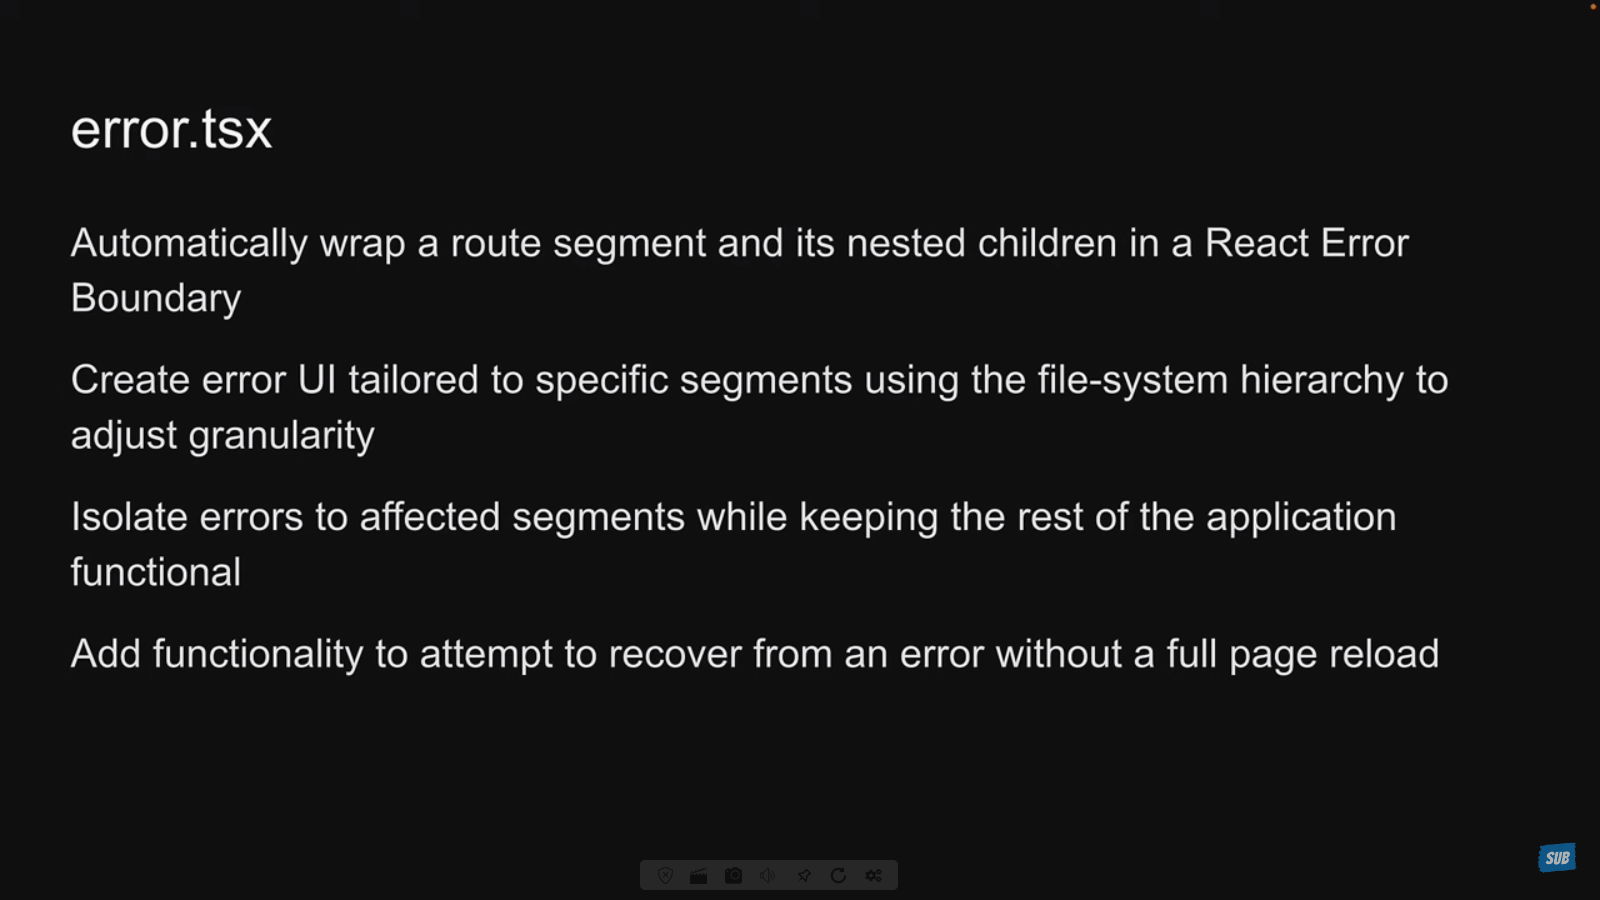 error.tsx
Automatically wrap a route segment and its nested children in a React Error
Boundary
Create error UI tailored to specific segments using the file-system hierarchy to
adjust granularity
Isolate errors to affected segments while keeping the rest of the application
functional
Add functionality to attempt to recover from an error without a full page reload
SUB